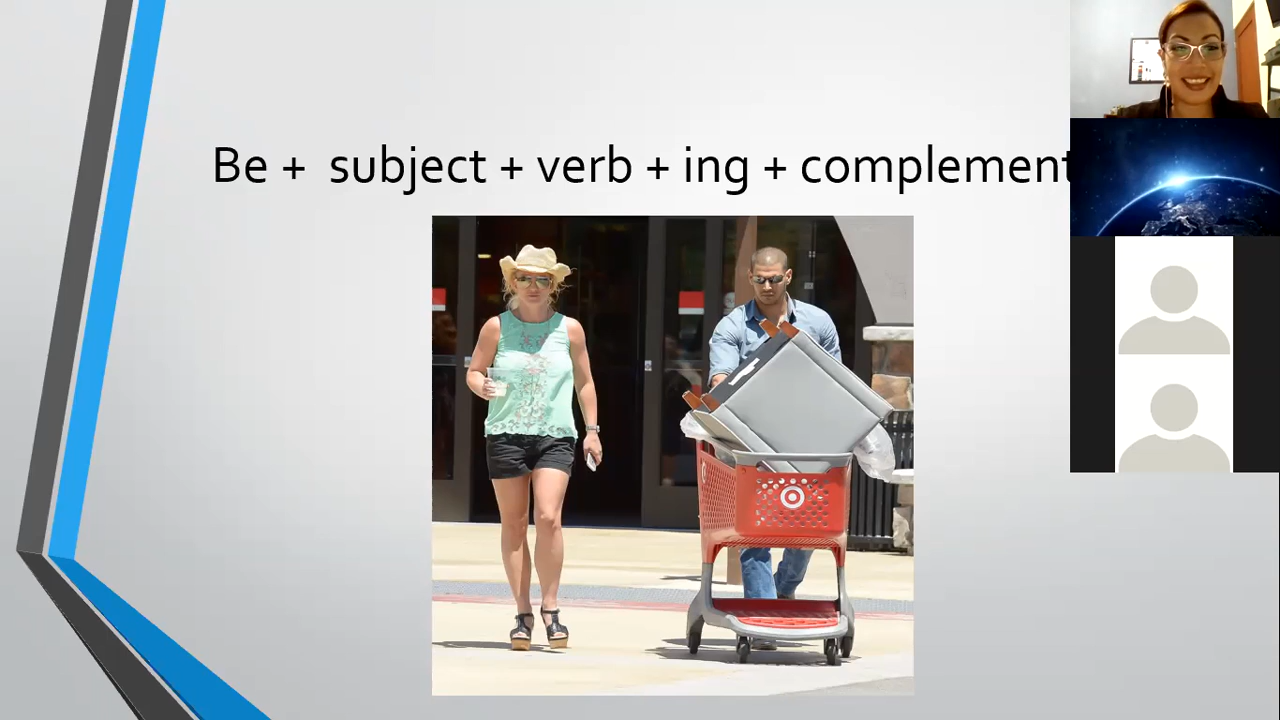 Be + subject + verb + ing + complement